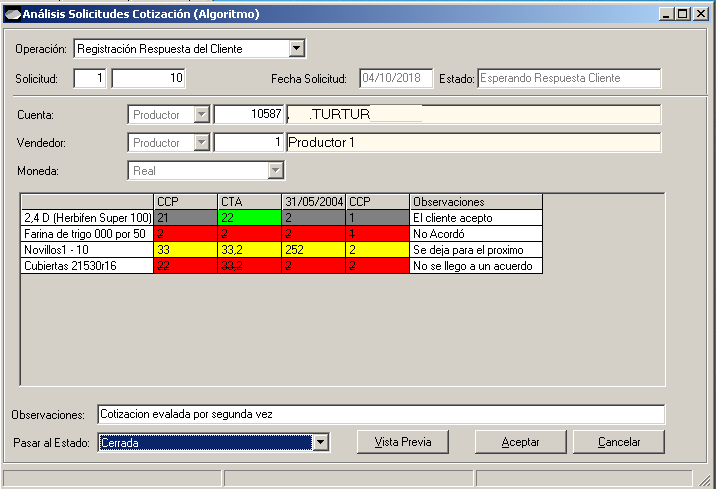 Análisis Solicitudes Cotización (Algoritmo)
Operación: Registración Respuesta del Cliente
Solicitud: 1 10 Fecha Solicitud: 04/10/2018 Estado: Esperando Respuesta Cliente
Cuenta: Productor 10587 . .TURTUR
Vendedor: Productor 1 Productor 1
Moneda: Real
CCP CTA 31/05/2004 CCP Observaciones
2,4 D (Herbifen Super 100) 21 22 2 1 El cliente acepto
Farina de trigo 000 por 50 2 2 2 1 No Acordó
Novillos1 - 10 33 33,2 252 2 Se deja para el proximo
Cubiertas 21530r16 22 33,2 2 2 No se llego a un acuerdo
Observaciones: Cotizacion evalada por segunda vez
Pasar al Estado: Cerrada Vista Previa Aceptar Cancelar